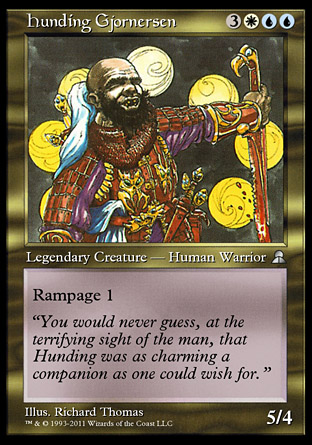 Hunding Gjornersen 3
Legendary Creature — Human Warrior
Rampage 1
“You would never guess, at the
terrifying sight of the man, that
Hunding was as charming a
companion as one could wish for.”
Illus. Richard Thomas
™ & © 1993-2011 Wizards of the Coast LLC
5/4